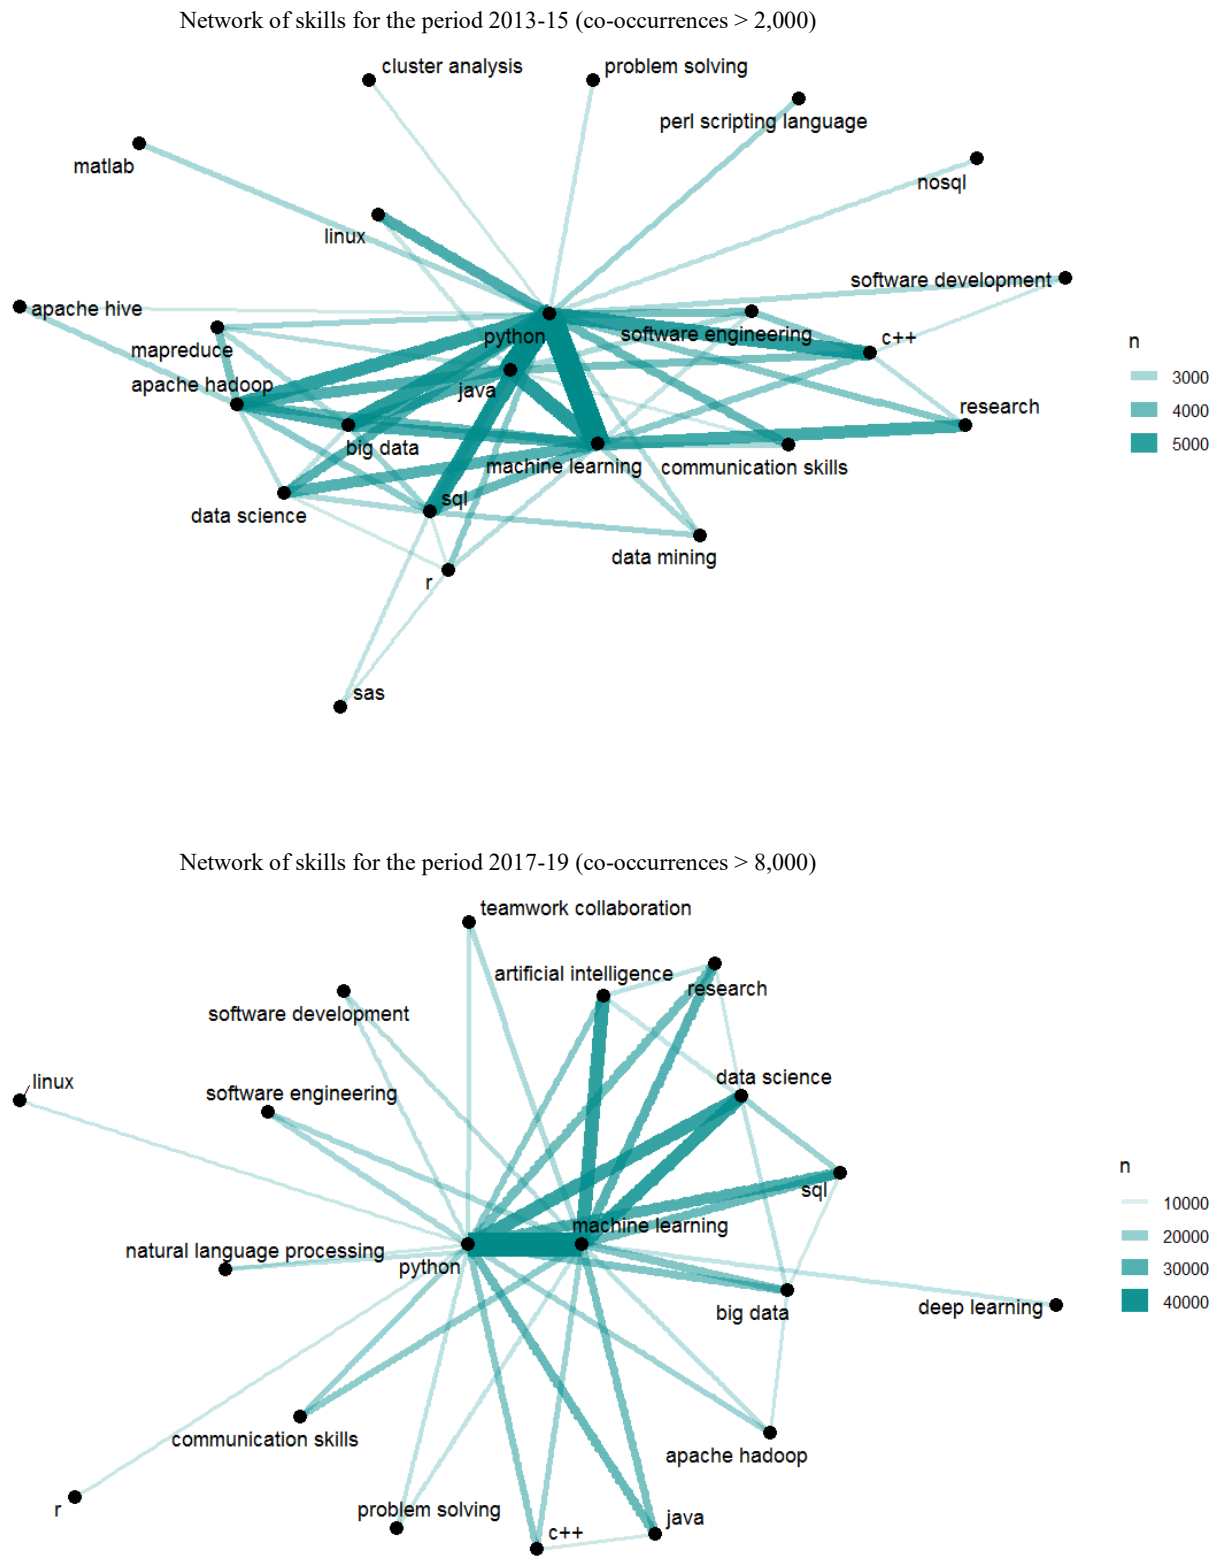 Network of skills for the period 2013-15 (co-occurrences > 2,000)
cluster analysis
problem solving
perl scripting language
matlab
nosql
linux
software development
apache hive
python
software engineering
c++
mapreduce
apache hadoop
java
n
3000
4000
5000
research
big data
machine learning
communication skills
data science
sql
data mining
r
sas
Network of skills for the period 2017-19 (co-occurrences > 8,000)
teamwork collaboration
artificial intelligence
research
software development
linux
software engineering
data science
sql
n
10000
20000
30000
40000
machine learning
natural language processing
python
big data
deep learning
communication skills
apache hadoop
r
problem solving
c++
java